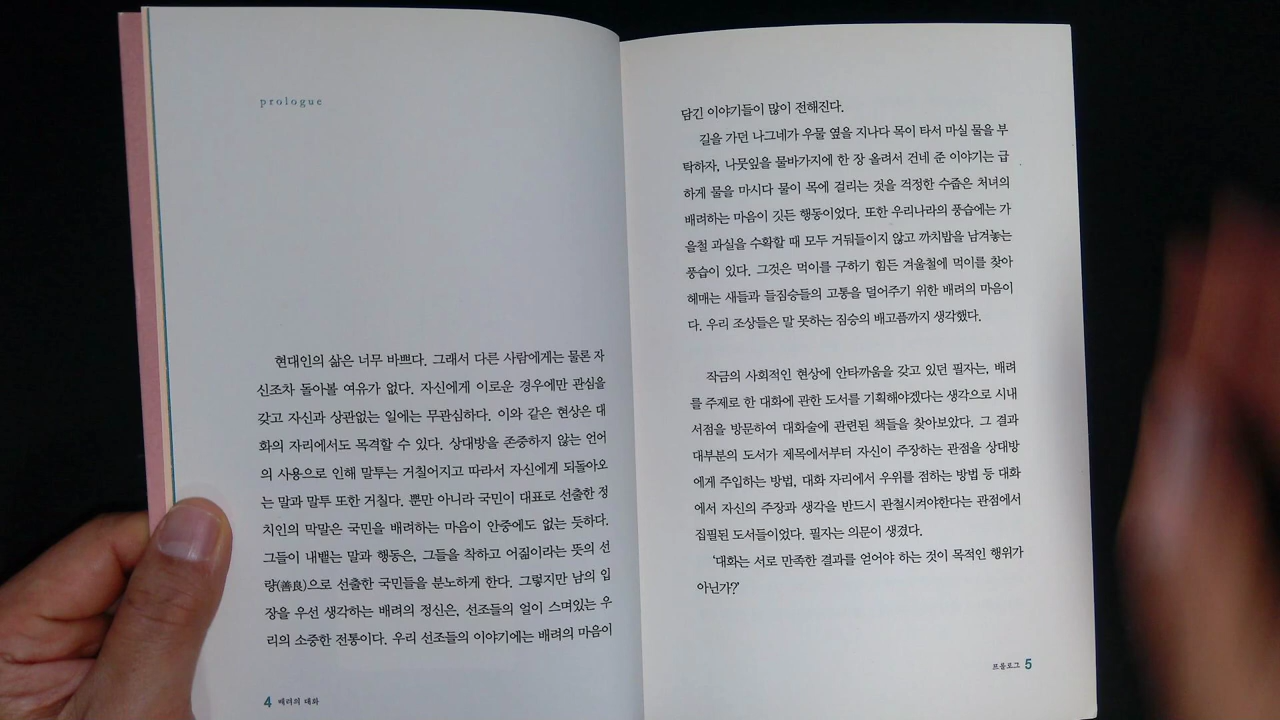 prologue
현대인의 삶은 너무 바쁘다. 그래서 다른 사람에게는 물론 자
신조차 돌아볼 여유가 없다. 자신에게 이로운 경우에만 관심을
갖고 자신과 상관없는 일에는 무관심하다. 이와 같은 현상은 대
화의 자리에서도 목격할 수 있다. 상대방을 존중하지 않는 언어
의 사용으로 인해 말투는 거칠어지고 따라서 자신에게 되돌아오
는 말과 말투 또한 거칠다. 뿐만 아니라 국민이 대표로 선출한 정
치인의 막말은 국민을 배려하는 마음이 안중에도 없는 듯하다.
그들이 내뱉는 말과 행동은, 그들을 착하고 어짊이라는 뜻의 선
량(善良)으로 선출한 국민들을 분노하게 한다. 그렇지만 남의 입
장을 우선 생각하는 배려의 정신은, 선조들의 얼이 스며있는 우
리의 소중한 전통이다. 우리 선조들의 이야기에는 배려의 마음이
4 배려의 대화
담긴 이야기들이 많이 전해진다.
길을 가던 나그네가 우물 옆을 지나다 목이 타서 마실 물을 부
탁하자, 나뭇잎을 물바가지에 한 장 올려서 건네 준 이야기는 급
하게 물을 마시다 물이 목에 걸리는 것을 걱정한 수줍은 처녀의
배려하는 마음이 깃든 행동이었다. 또한 우리나라의 풍습에는 가
을철 과실을 수확할 때 모두 거둬들이지 않고 까치밥을 남겨놓는
풍습이 있다. 그것은 먹이를 구하기 힘든 겨울철에 먹이를 찾아
헤매는 새들과 들짐승들의 고통을 덜어주기 위한 배려의 마음이
다. 우리 조상들은 말 못하는 짐승의 배고픔까지 생각했다.
작금의 사회적인 현상에 안타까움을 갖고 있던 필자는, 배려
를 주제로 한 대화에 관한 도서를 기획해야겠다는 생각으로 시내
서점을 방문하여 대화술에 관련된 책들을 찾아보았다. 그 결과
대부분의 도서가 제목에서부터 자신이 주장하는 관점을 상대방
에게 주입하는 방법, 대화 자리에서 우위를 점하는 방법 등 대화
에서 자신의 주장과 생각을 반드시 관철시켜야한다는 관점에서
집필된 도서들이었다. 필자는 의문이 생겼다.
'대화는 서로 만족한 결과를 얻어야 하는 것이 목적인 행위가
아닌가?'
프롤로그 5